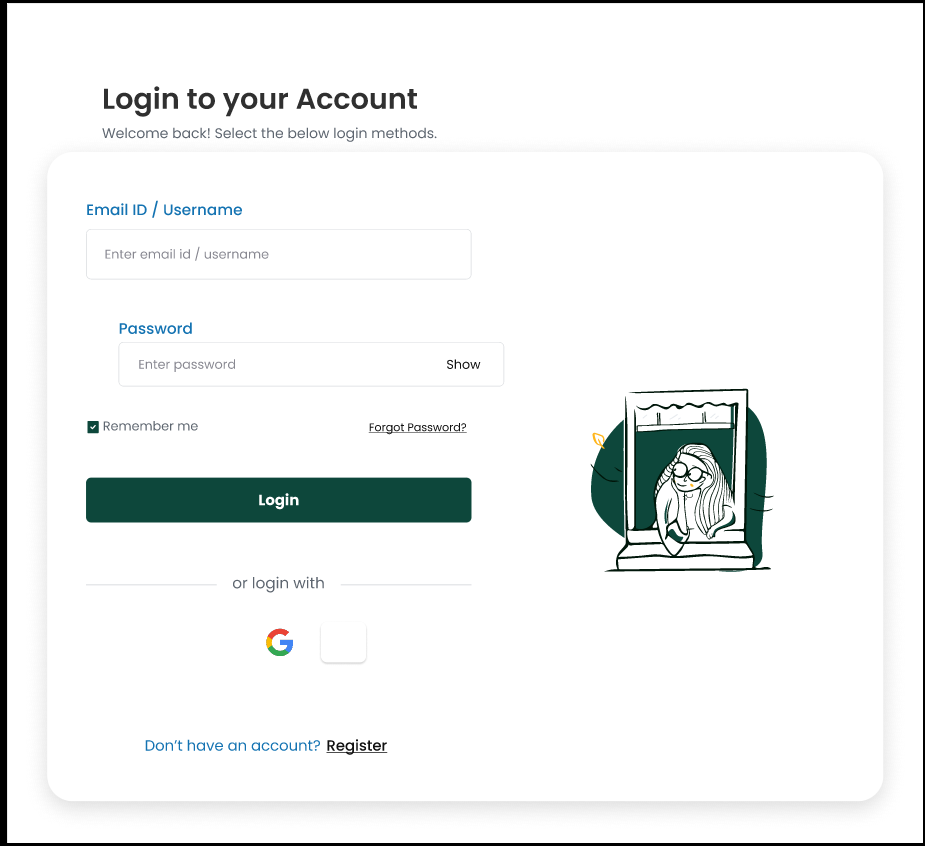 Login to your Account
Welcome back! Select the below login methods.
Email ID / Username
Enter email id / username
Password
Enter password Show
Remember me Forgot Password?
Login
or login with
Don’t have an account? Register